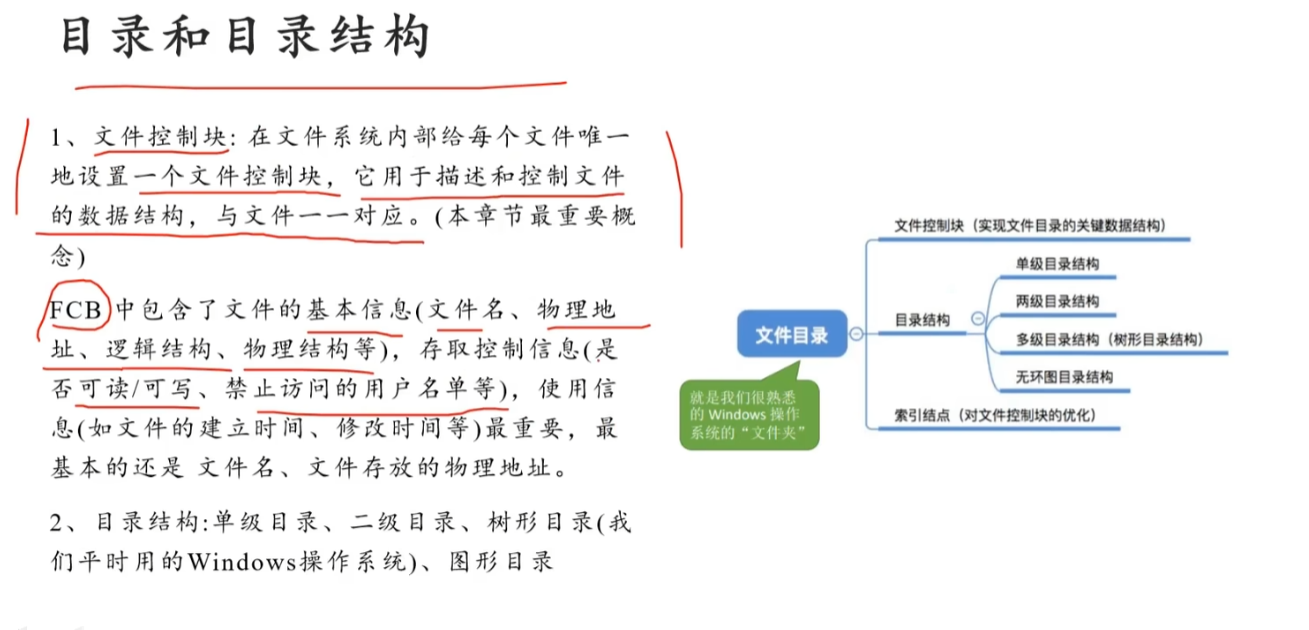 目录和目录结构
1、文件控制块: 在文件系统内部给每个文件唯一
地设置一个文件控制块，它用于描述和控制文件
的数据结构，与文件一一对应。(本章节最重要概
念)
FCB 中包含了文件的基本信息(文件名、物理地
址、逻辑结构、物理结构等)，存取控制信息(是
否可读/可写、禁止访问的用户名单等)，使用信
息(如文件的建立时间、修改时间等)最重要，最
基本的还是 文件名、文件存放的物理地址。
2、目录结构:单级目录、二级目录、树形目录(我
们平时用的Windows操作系统)、图形目录
文件目录
就是我们很熟悉
的 Windows 操作
系统的“文件夹”
文件控制块（实现文件目录的关键数据结构）
目录结构
单级目录结构
两级目录结构
多级目录结构（树形目录结构）
无环图目录结构
索引结点（对文件控制块的优化）